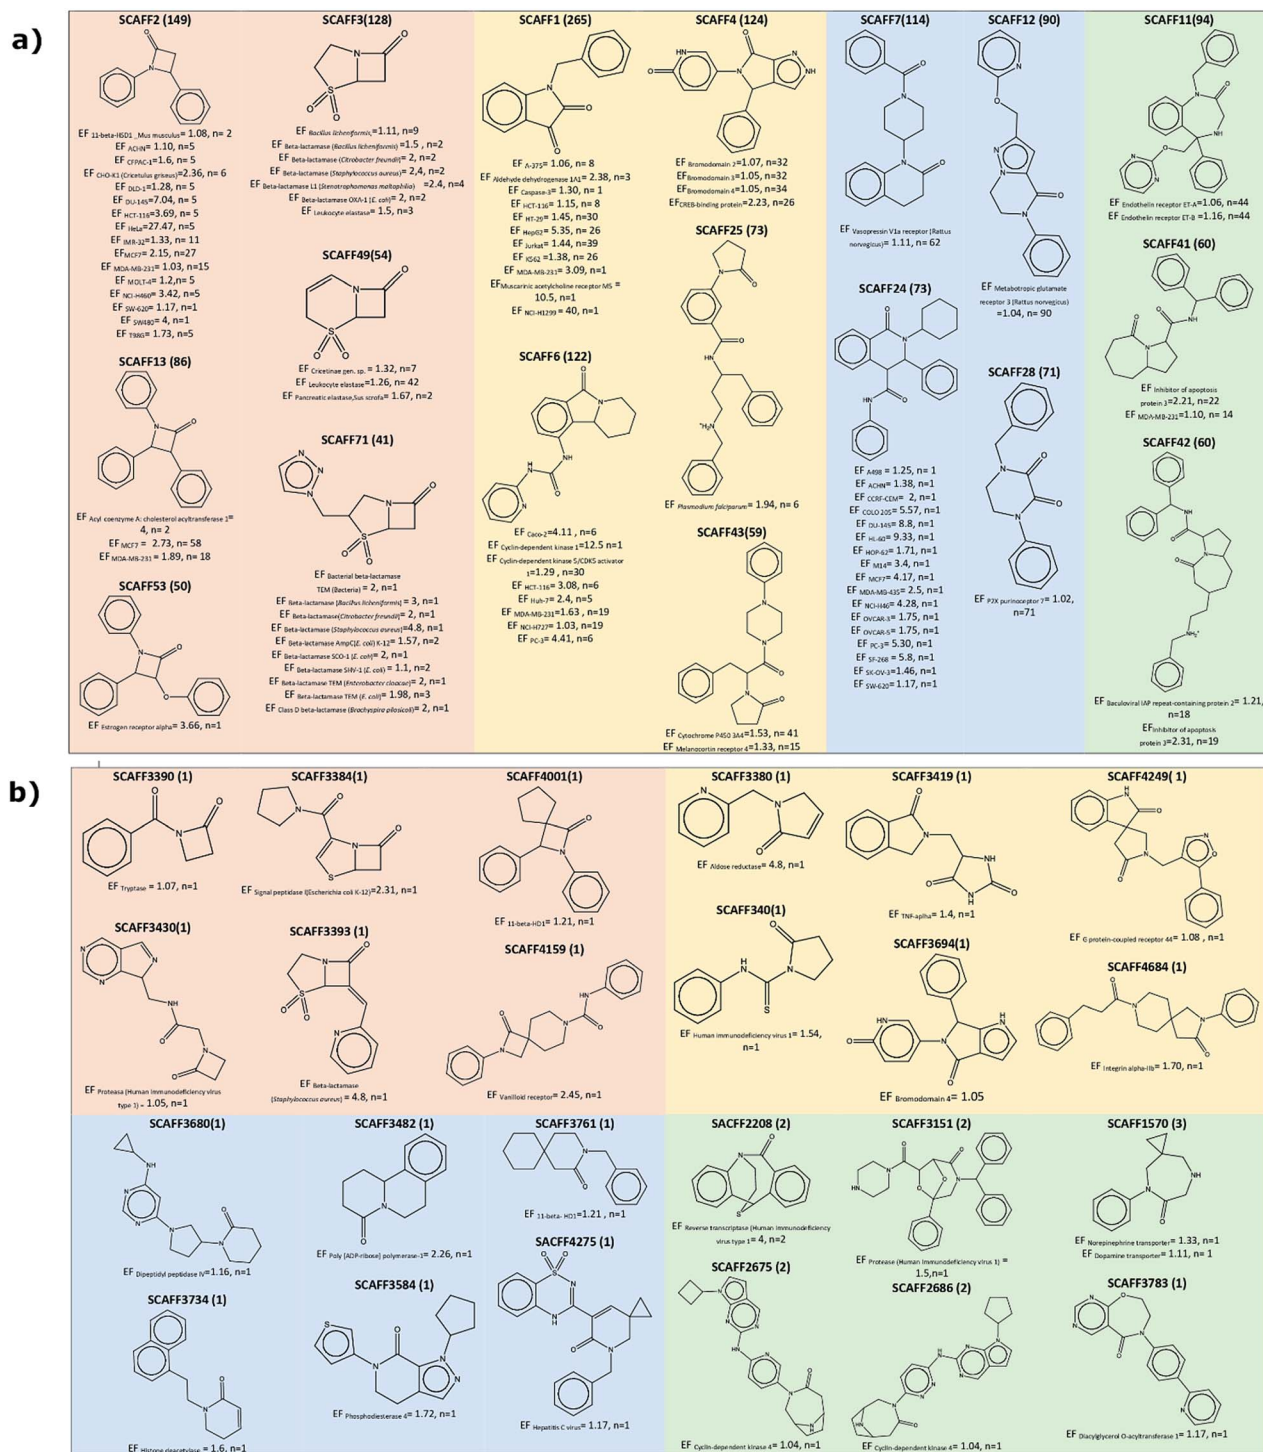 a)
SCAFF2 (149)
EF 11-beta-HSD1 _Mus musculus= 1.08, n= 2
EF ACHN= 1.10, n=5
EF CFPAC-1=1.6, n= 5
EF CHO-K1 (Cricetulus griseus)=2.36, n= 6
EF DLD-1=1.28, n= 5
EF DU-145=7.04, n= 5
EF HCT-116=3.69, n= 5
EF HeLa=27.47, n=5
EF IMR-32=1.33, n= 11
EF MCF7= 2.15, n=27
EF MDA-MB-231= 1.03, n=15
EF MOLT-4= 1.2,n= 5
EF NCI-H460= 3.42, n=5
EF SW-620= 1.17, n=1
EF SW480= 4, n=1
EF T98G= 1.73, n=5
SCAFF13 (86)
EF Acyl coenzyme A: cholesterol acyltransferase 1=
4, n= 2
EF MCF7 = 2.73, n= 58
EF MDA-MB-231 = 1.89, n= 18
SCAFF53 (50)
EF Estrogen receptor alpha= 3.66, n=1
SCAFF3(128)
EF Bacillus licheniformis,=1.11, n=9
EF Beta-lactamase (Bacillus licheniformis) =1.5 , n=2
EF Beta-lactamase (Citrobacter freundii)= 2, n=2
EF Beta-lactamase (Staphylococcus aureus)= 2,4, n=2
EF Beta-lactamase L1 (Stenotrophomonas maltophilia) =2.4, n=4
EF Beta-lactamase OXA-1 (E. coli)= 2, n=2
EF Leukocyte elastase= 1.5, n=3
SCAFF49(54)
EF Cricetinae gen. sp. = 1.32, n=7
EF Leukocyte elastase=1.26, n= 42
EF Pancreatic elastase,Sus scrofa= 1.67, n=2
SCAFF71 (41)
EF Bacterial beta-lactamase
TEM (Bacteria) = 2, n=1
EF Beta-lactamase (Bacillus licheniformis) = 3, n=1
EF Beta-lactamase(Citrobacter freundii)= 2, n=1
EF Beta-lactamase (Staphylococcus aureus)=4.8, n=1
EF Beta-lactamase AmpC(E. coli) K-12= 1.57, n=2
EF Beta-lactamase SCO-1 (E. coli)= 2, n=1
EF Beta-lactamase SHV-1 (E. coli) = 1.1, n=2
EF Beta-lactamase TEM (Enterobacter cloacae) = 2, n=1
EF Beta-lactamase TEM (E. coli)= 1.98, n=3
EF Class D beta-lactamase (Brachyspira pilosicoli)= 2, n=1
SCAFF1 (265)
EF A-375= 1.06, n= 8
EF Aldehyde dehydrogenase 1A1= 2.38, n=3
EF Caspase-3= 1.30, n= 1
EF HCT-116= 1.15, n= 8
EF HT-29= 1.45, n=30
EF HepG2= 5.35, n= 26
EF Jurkat= 1.44, n=39
EF K562 =1.38, n= 26
EF MDA-MB-231= 3.09, n=1
EFMuscarinic acetylcholine receptor M5 =
10.5, n=1
EF NCI-H1299 = 40, n=1
SCAFF6 (122)
EF Caco-2=4.11, n=6
EF Cyclin-dependent kinase 1=12.5 n=1
EF Cyclin-dependent kinase 5/CDK5 activator
1=1.29 , n=30
EF HCT-116= 3.08, n=6
EF Huh-7= 2.4, n=5
EF MDA-MB-231=1.63 , n=19
EF NCI-H727= 1.03, n=19
EF PC-3= 4.41, n=6
SCAFF4 (124)
EF Bromodomain 2=1.07, n=32
EFBromodomain 3=1.05, n=32
EFBromodomain 4=1.05, n=34
EFCREB-binding protein=2.23, n=26
SCAFF25 (73)
EF Plasmodium falciparum= 1.94, n= 6
SCAFF43(59)
EF Cytochrome P450 3A4=1.53, n= 41
EF Melanocortin receptor 4=1.33, n=15
SCAFF7(114)
EF Vasopressin V1a receptor (Rattus
norvegicus)= 1.11, n= 62
SCAFF24 (73)
EF A498 = 1.25, n= 1
EF ACHN= 1.38, n=1
EF CCRF-CEM= 2, n=1
EF COLO 205= 5.57, n=1
EF DU-145= 8.8, n=1
EF HL-60= 9.33, n=1
EF HOP-62= 1.71, n=1
EF M14= 3.4, n=1
EF MCF7= 4.17, n=1
EF MDA-MB-435= 2.5, n=1
EF NCI-H46= 4.28, n=1
EF OVCAR-3= 1.75, n=1
EF OVCAR-5= 1.75, n=1
EF PC-3= 5.30, n=1
EF SF-268 = 5.8, n=1
EF SK-OV-3=1.46, n=1
EF SW-620= 1.17, n=1
SCAFF12 (90)
EF Metabotropic glutamate
receptor 3 (Rattus norvegicus)
=1.04, n= 90
SCAFF28 (71)
EF P2X purinoceptor 7= 1.02,
n=71
SCAFF11(94)
EF Endothelin receptor ET-A= 1.06, n=44
EF Endothelin receptor ET-B = 1.16, n=44
SCAFF41 (60)
EF Inhibitor of apoptosis
protein 3=2.21, n=22
EF MDA-MB-231=1.10, n= 14
SCAFF42 (60)
EF Baculoviral IAP repeat-containing protein 2= 1.21,
n=18
EFInhibitor of apoptosis
protein 3=2.31, n=19
b)
SCAFF3390 (1)
EF Tryptase = 1.07, n=1
SCAFF3384(1)
EF Signal peptidase I(Escherichia coli K-12)=2.31, n=1
SCAFF4001(1)
EF 11-beta-HD1= 1.21, n=1
SCAFF3430(1)
EF Protease (Human immunodeficiency virus
type 1) = 1.05, n=1
SCAFF3393 (1)
EF Beta-lactamase
(Staphylococcus aureus) = 4.8, n=1
SCAFF4159 (1)
EF Vanilloid receptor= 2.45, n=1
SCAFF3380 (1)
EF Aldose reductase= 4.8, n=1
SCAFF3419 (1)
EF TNF-aplha= 1.4, n=1
SCAFF4249( 1)
EF G protein-coupled receptor 44= 1.08 , n=1
SCAFF340(1)
EF Human immunodeficiency virus 1= 1.54,
n=1
SCAFF3694(1)
EF Bromodomain 4= 1.05
SCAFF4684 (1)
EF Integrin alpha-IIb= 1.70, n=1
SCAFF3680(1)
EF Dipeptidyl peptidase IV=1.16, n=1
SCAFF3482 (1)
EF Poly [ADP-ribose] polymerase-1= 2.26, n=1
SCAFF3761 (1)
EF 11-beta- HD1=1.21 , n=1
SCAFF3734 (1)
EF Histone deacetylase = 1.6, n=1
SCAFF3584 (1)
EF Phosphodiesterase 4= 1.72, n=1
SACFF4275 (1)
EF Hepatitis C virus= 1.17, n=1
SACFF2208 (2)
EF Reverse transcriptase (Human immunodeficiency
virus type 1= 4, n=2
SCAFF3151 (2)
EF Protease (Human immunodeficiency virus 1) =
1.5,n=1
SCAFF1570 (3)
EF Norepinephrine transporter= 1.33, n=1
EF Dopamine transporter= 1.11, n= 1
SCAFF2675 (2)
EF Cyclin-dependent kinase 4= 1.04, n=1
SCAFF2686 (2)
EF Cyclin-dependent kinase 4= 1.04, n=1
SCAFF3783 (1)
EF Diacylglycerol O-acyltransferase 1= 1.17, n=1